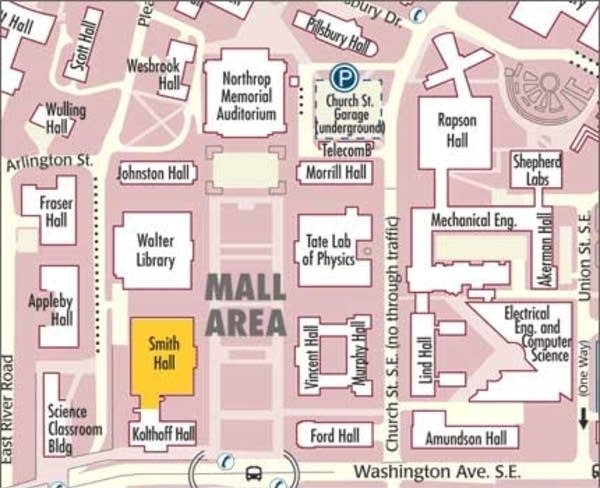 Hall
Scott Hall
Plea
Pillsbury Hall
sbury Dr.
Wesbrook
Hall
Northrop
Memorial
Auditorium
P
Church St.
Garage
(underground)
Wulling
Hall
Rapson
Hall
TelecomB
Arlington St.
Johnston Hall
Morrill Hall
Shepherd
Labs
Fraser
Hall
Walter
Library
Tate Lab
of Physics
Mechanical Eng.
Akerman Hall
Union St. S.E.
Church St. S.E. (no through traffic)
MALL
AREA
Appleby
Hall
Smith
Hall
Vincent Hall
Murphy Hall
Lind Hall
Electrical
Eng. and
Computer
Science
(One Way)
East River Road
Science
Classroom
Bldg
Kolthoff Hall
Ford Hall
Amundson Hall
Washington Ave. S.E.